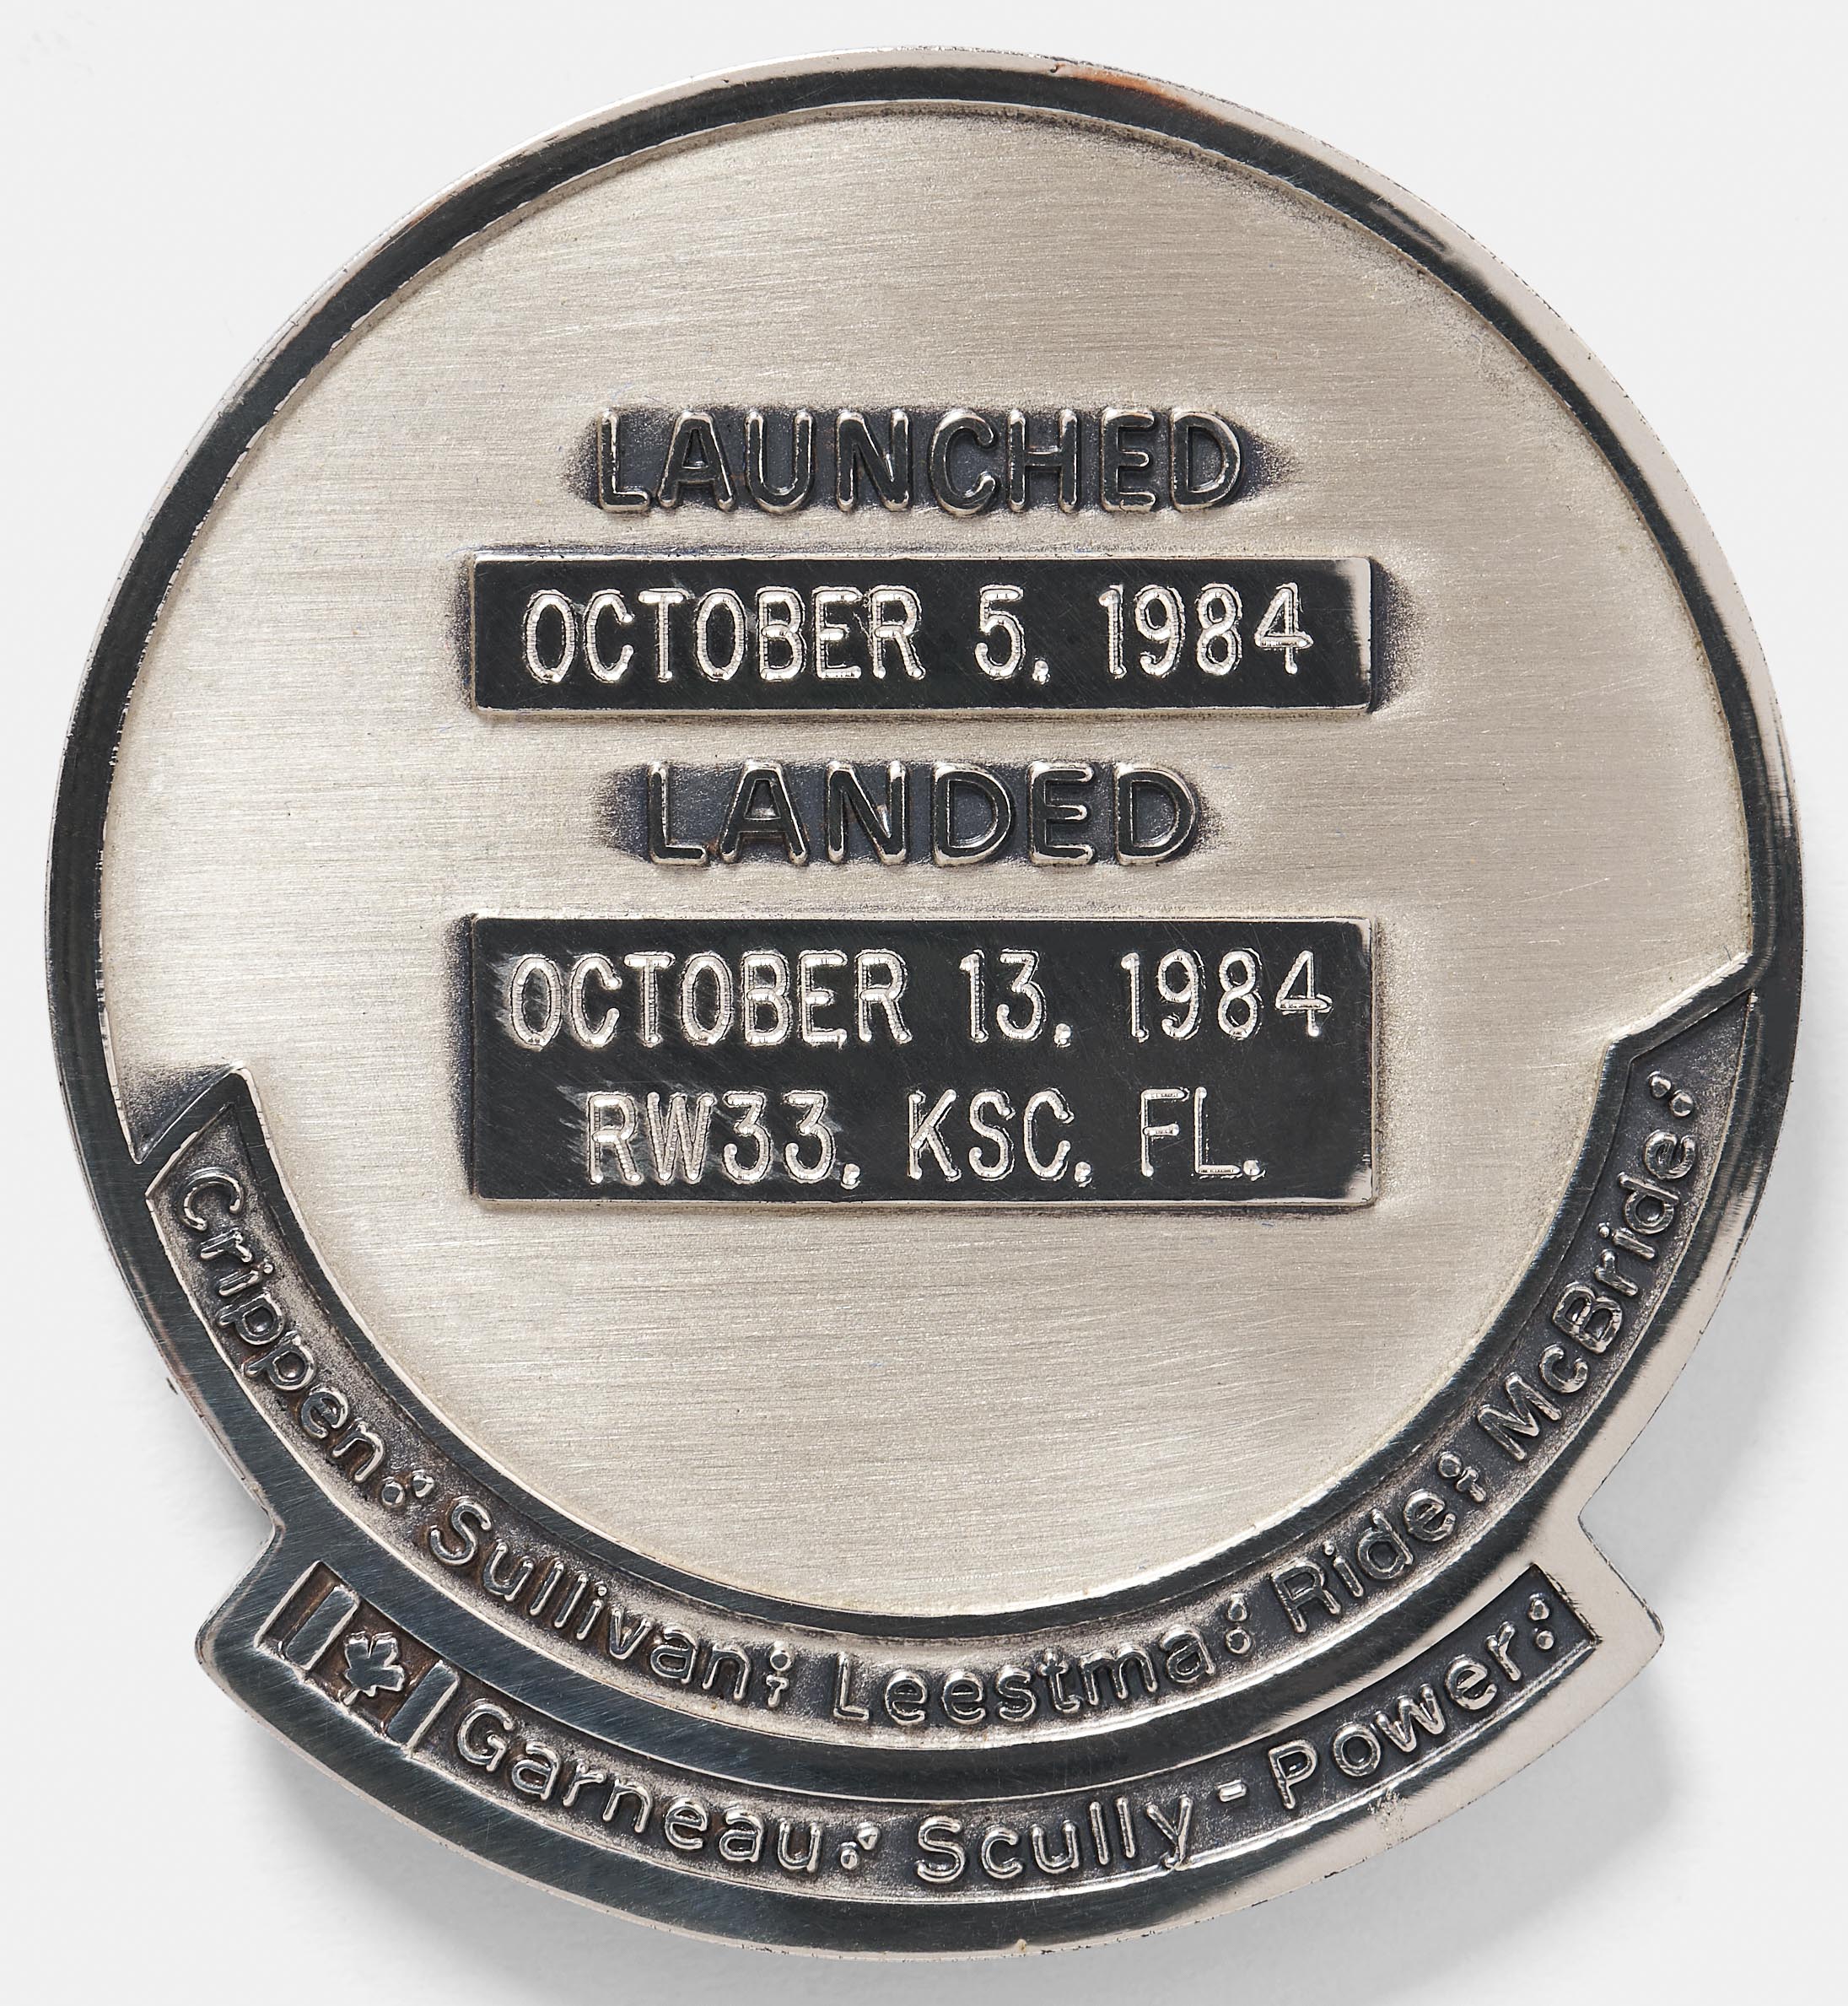 LAUNCHED
OCTOBER 5, 1984
LANDED
OCTOBER 13, 1984
RW33, KSC, FL.
Crippen Sullivan Leestma Ride McBride
Garneau Scully-Power